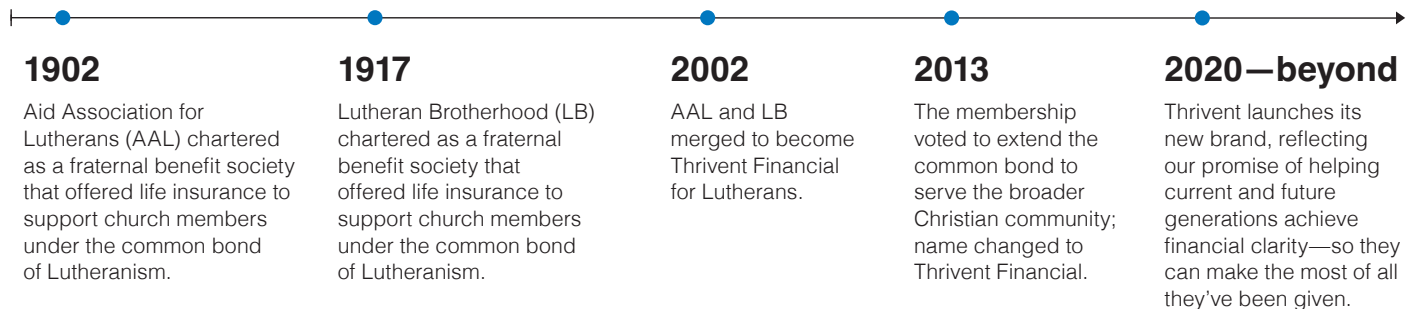 1902
Aid Association for
Lutherans (AAL) chartered
as a fraternal benefit society
that offered life insurance to
support church members
under the common bond
of Lutheranism.
1917
Lutheran Brotherhood (LB)
chartered as a fraternal
benefit society that
offered life insurance to
support church members
under the common bond
of Lutheranism.
2002
AAL and LB
merged to become
Thrivent Financial
for Lutherans.
2013
The membership
voted to extend the
common bond to
serve the broader
Christian community;
name changed to
Thrivent Financial.
2020—beyond
Thrivent launches its
new brand, reflecting
our promise of helping
current and future
generations achieve
financial clarity—so they
can make the most of all
they’ve been given.